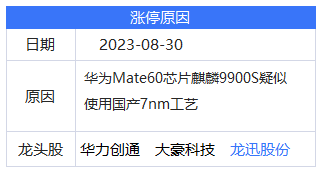 涨停原因
日期 2023-08-30
原因 华为Mate60芯片麒麟9900S疑似
使用国产7nm工艺
龙头股 华力创通 大豪科技 龙迅股份